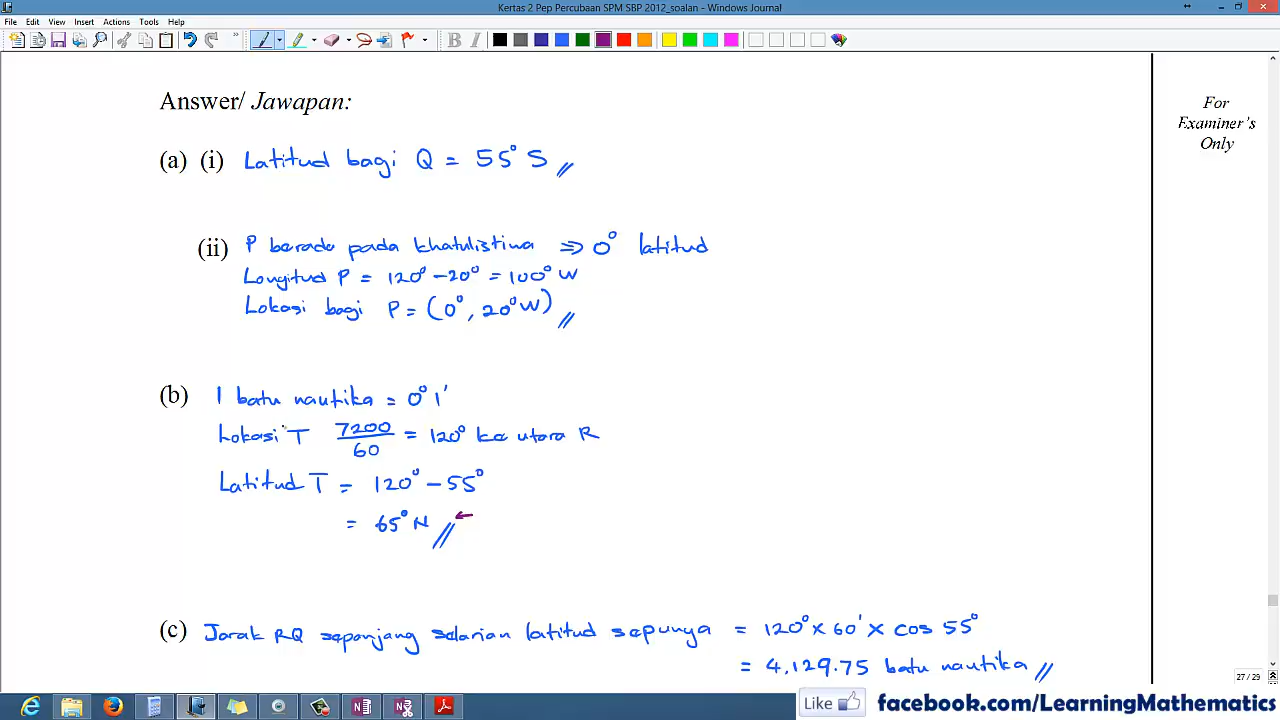 Kertas 2 Pep Percubaan SPM SBP 2012_soalan - Windows Journal
File Edit View Insert Actions Tools Help
Answer/ Jawapan:
For
Examiner's
Only
(a) (i) Latitud bagi Q = 55° S //
(ii) P berada pada khatulistiwa ⇒ 0° latitud
Longitud P = 120° - 20° = 100° W
Lokasi bagi P = (0°, 20° W) //
(b) 1 batu nautika = 0° 1'
Lokasi T 7200/60 = 120° ke utara R
Latitud T = 120° - 55°
= 65° N //
(c) Jarak RQ sepanjang selarian latitud sepunya = 120° × 60' × cos 55°
= 4,129.75 batu nautika //
27 / 29
Like
facebook.com/LearningMathematics